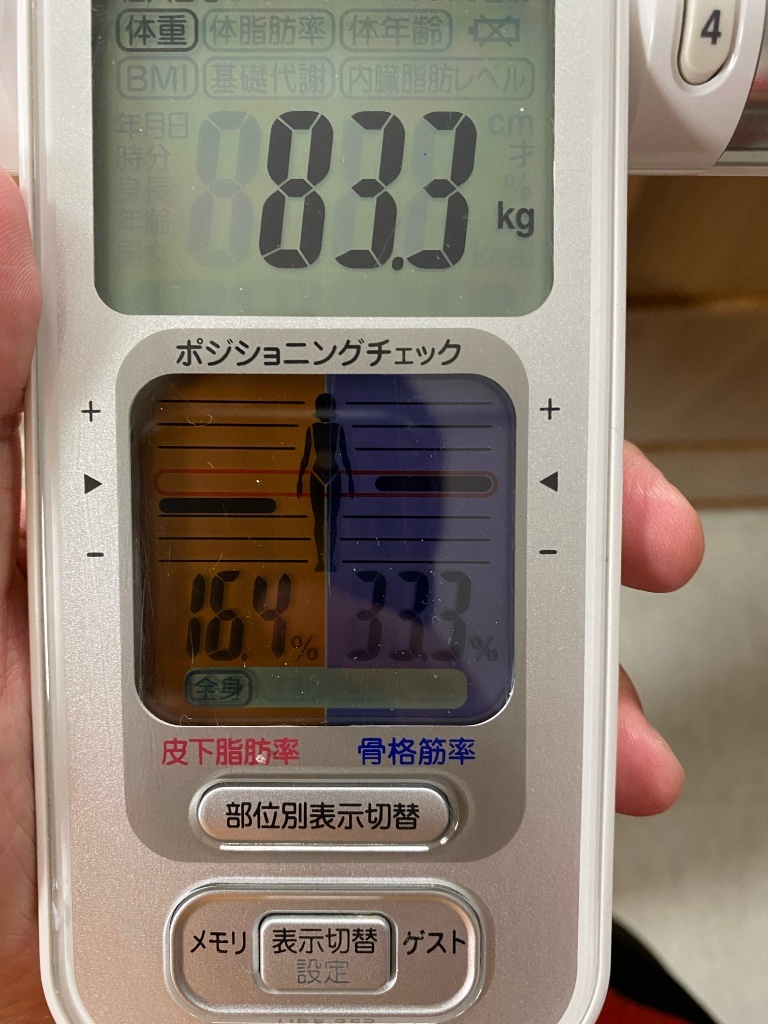 体重 体脂肪率 体年齢
BMI 基礎代謝 内臓脂肪レベル
年月日 cm
時分 才
身長 %
年齢 kg
kcal
83.3
ポジショニングチェック
+ +
▶ ◀
- -
16.4% 33.3%
全身
皮下脂肪率 骨格筋率
部位別表示切替
メモリ 表示切替 ゲスト
設定
4